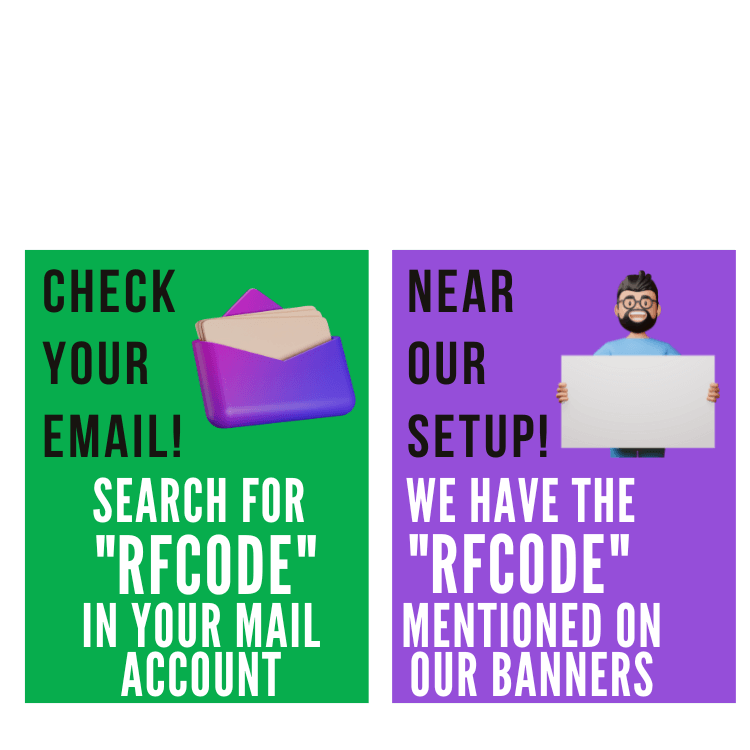 CHECK
YOUR
EMAIL!
SEARCH FOR
"RFCODE"
IN YOUR MAIL
ACCOUNT
NEAR
OUR
SETUP!
WE HAVE THE
"RFCODE"
MENTIONED ON
OUR BANNERS